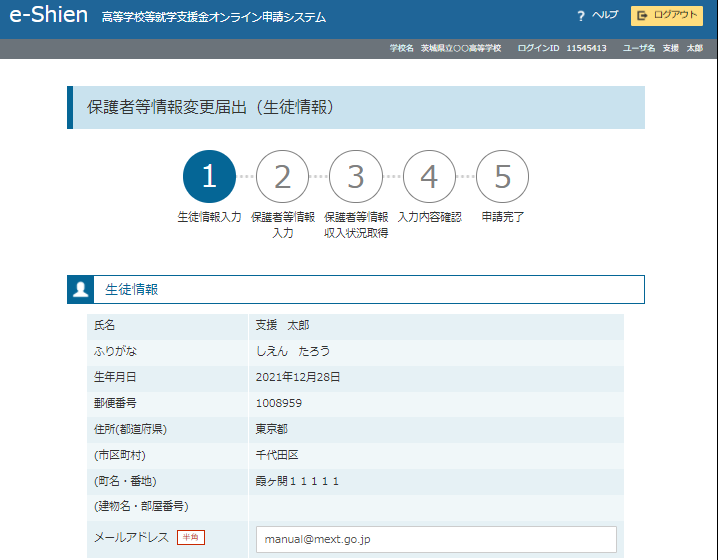 e-Shien 高等学校等就学支援金オンライン申請システム ? ヘルプ ログアウト
学校名 茨城県立〇〇高等学校 ログインID 11545413 ユーザ名 支援 太郎
保護者等情報変更届出（生徒情報）
1 2 3 4 5
生徒情報入力 保護者等情報 保護者等情報 入力内容確認 申請完了
入力 収入状況取得
生徒情報
氏名 支援 太郎
ふりがな しえん たろう
生年月日 2021年12月28日
郵便番号 1008959
住所(都道府県) 東京都
(市区町村) 千代田区
(町名・番地) 霞ヶ関１１１１１
(建物名・部屋番号)
メールアドレス 半角 manual@mext.go.jp